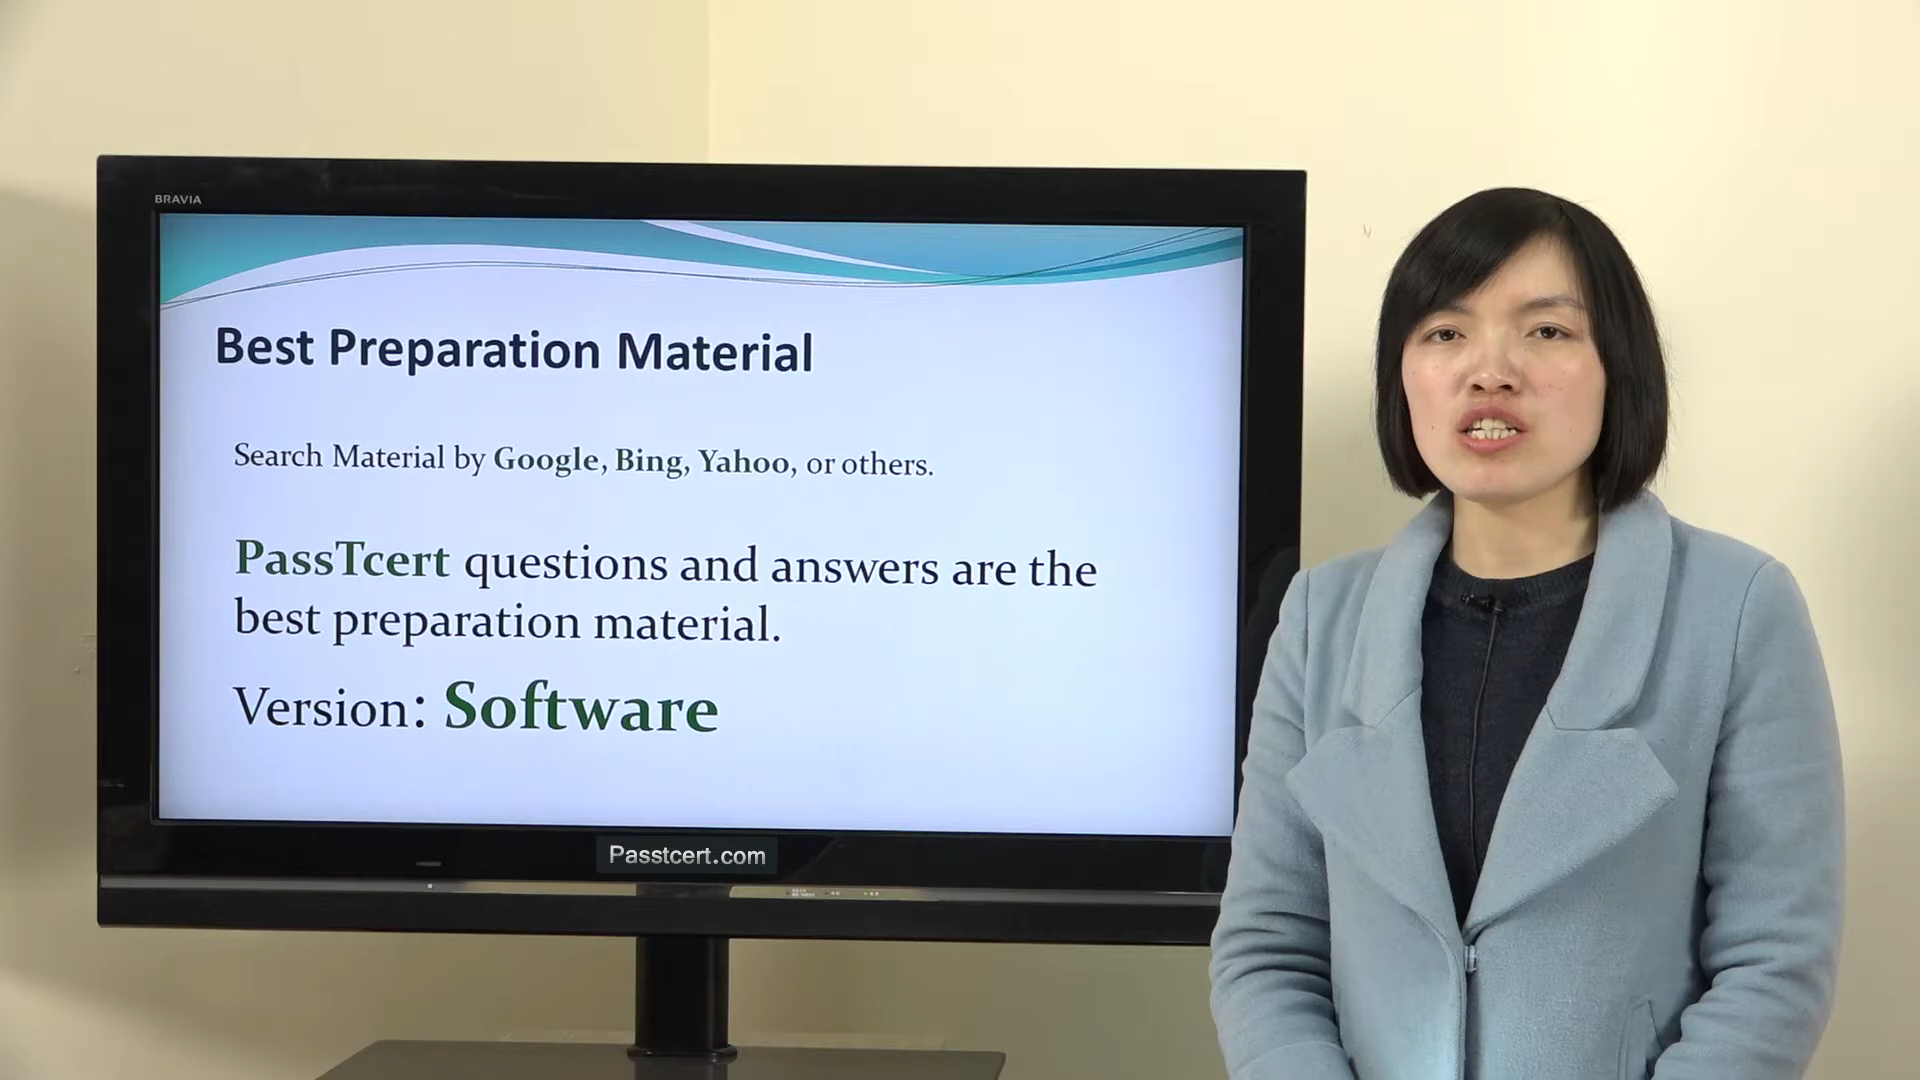 BRAVIA
Best Preparation Material
Search Material by Google, Bing, Yahoo, or others.
PassTcert questions and answers are the
best preparation material.
Version: Software
Passtcert.com